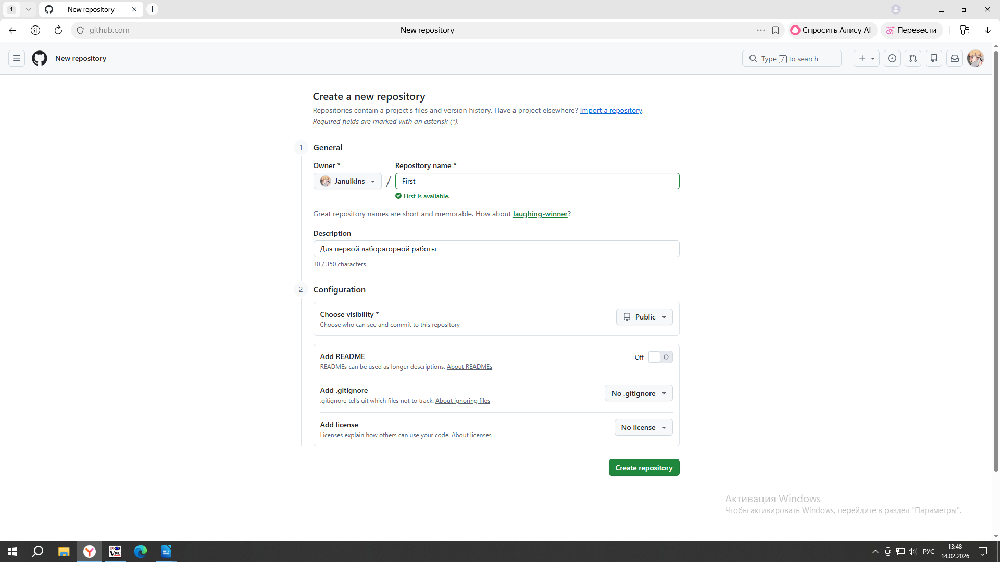 1
New repository
github.com
New repository
Спросить Алису AI
Перевести
New repository
Type / to search
Create a new repository
Repositories contain a project's files and version history. Have a project elsewhere? Import a repository.
Required fields are marked with an asterisk (*).
1
General
Owner *
Repository name *
Janulkins
/
First
First is available.
Great repository names are short and memorable. How about laughing-winner?
Description
Для первой лабораторной работы
30 / 350 characters
2
Configuration
Choose visibility *
Choose who can see and commit to this repository
Public
Add README
READMEs can be used as longer descriptions. About READMEs
Off
Add .gitignore
.gitignore tells git which files not to track. About ignoring files
No .gitignore
Add license
Licenses explain how others can use your code. About licenses
No license
Create repository
Активация Windows
Чтобы активировать Windows, перейдите в раздел "Параметры".
VNC
РУС
13:48
14.02.2026